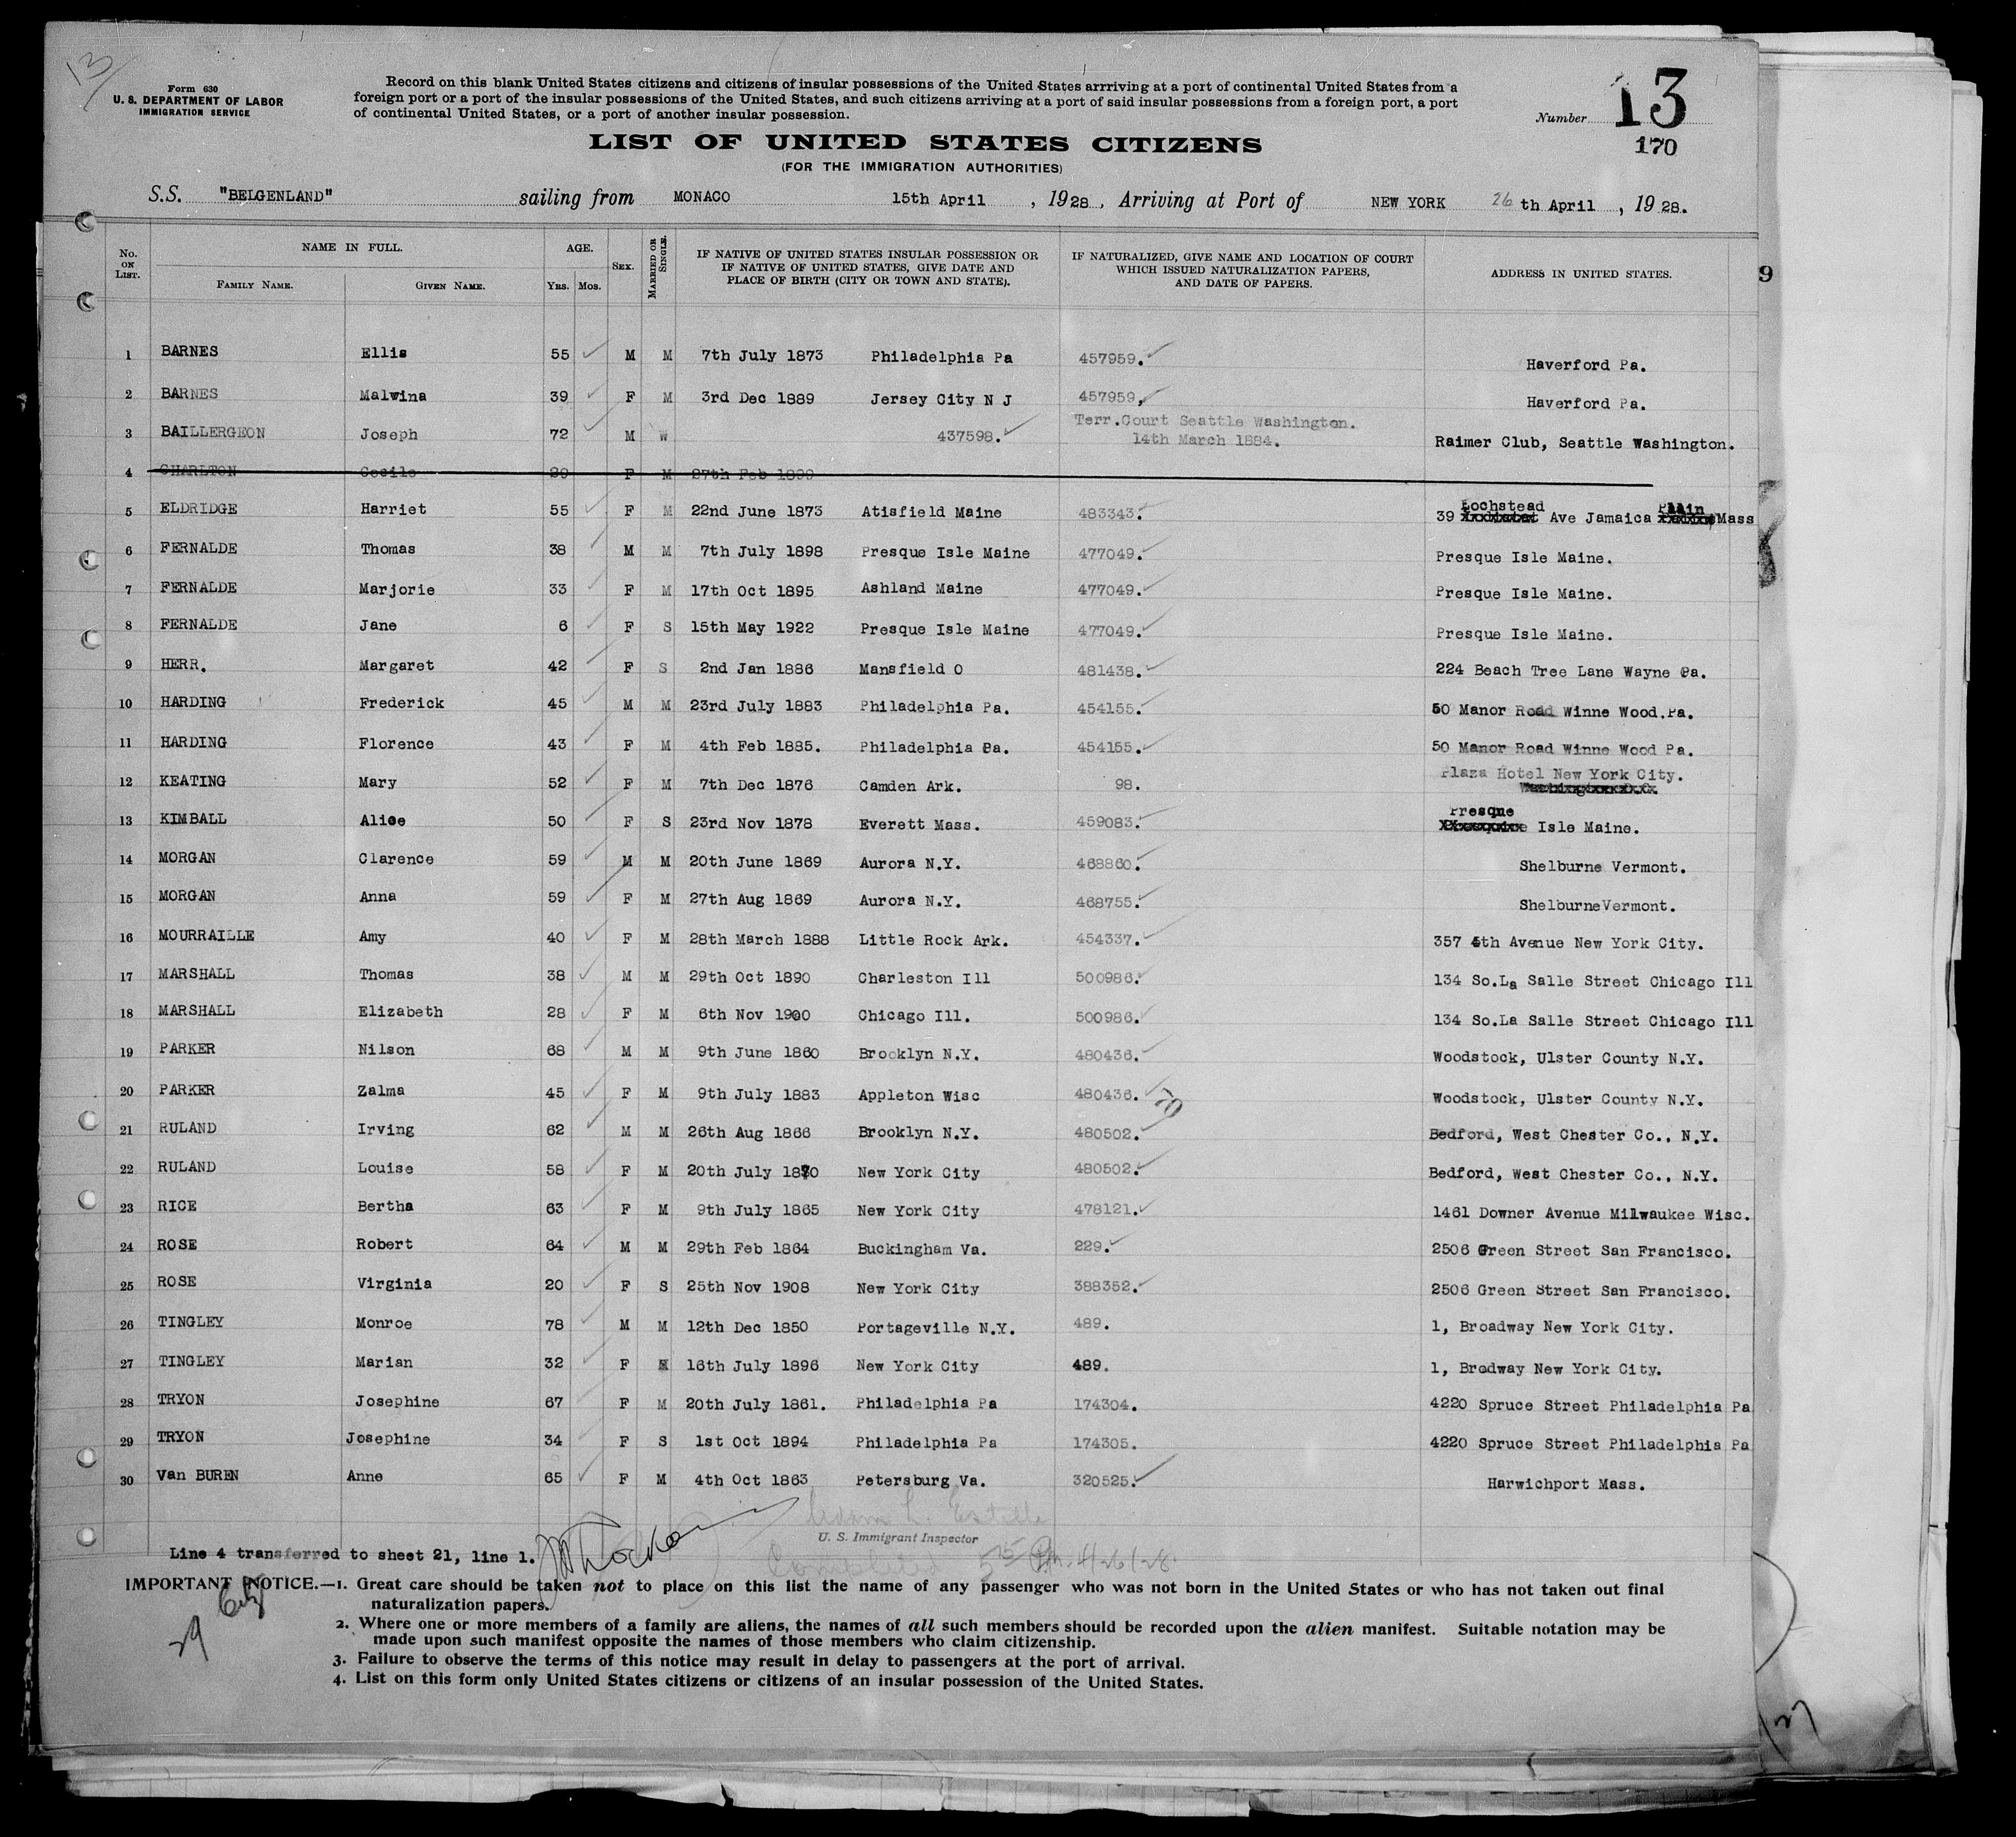 13
Form 630
U. S. DEPARTMENT OF LABOR
IMMIGRATION SERVICE
Record on this blank United States citizens and citizens of insular possessions of the United States arrriving at a port of continental United States from a
foreign port or a port of the insular possessions of the United States, and such citizens arriving at a port of said insular possessions from a foreign port, a port
of continental United States, or a port of another insular possession.
Number 13
170
LIST OF UNITED STATES CITIZENS
(FOR THE IMMIGRATION AUTHORITIES)
S.S. "BELGENLAND" sailing from MONACO 15th April , 1928 , Arriving at Port of NEW YORK 26th April , 1928.
No. ON LIST. NAME IN FULL. FAMILY NAME. GIVEN NAME. AGE. YRS. MOS. SEX. MARRIED OR SINGLE. IF NATIVE OF UNITED STATES INSULAR POSSESSION OR IF NATIVE OF UNITED STATES, GIVE DATE AND PLACE OF BIRTH (CITY OR TOWN AND STATE). IF NATURALIZED, GIVE NAME AND LOCATION OF COURT WHICH ISSUED NATURALIZATION PAPERS, AND DATE OF PAPERS. ADDRESS IN UNITED STATES.
9
1 BARNES Ellis 55 M M 7th July 1873 Philadelphia Pa 457959. Haverford Pa.
2 BARNES Malwina 39 F M 3rd Dec 1889 Jersey City N J 457959, Haverford Pa.
3 BAILLERGEON Joseph 72 M W 437598. Terr.Court Seattle Washington. 14th March 1884. Raimer Club, Seattle Washington.
4 CHARLTON Cecile 29 F M 27th Feb 1899
5 ELDRIDGE Harriet 55 F M 22nd June 1873 Atisfield Maine 483343. 39 Lochstead Ave Jamaica Plain Mass
6 FERNALDE Thomas 38 M M 7th July 1898 Presque Isle Maine 477049. Presque Isle Maine.
7 FERNALDE Marjorie 33 F M 17th Oct 1895 Ashland Maine 477049. Presque Isle Maine.
8 FERNALDE Jane 6 F S 15th May 1922 Presque Isle Maine 477049. Presque Isle Maine.
9 HERR. Margaret 42 F S 2nd Jan 1886 Mansfield O 481438. 224 Beach Tree Lane Wayne Pa.
10 HARDING Frederick 45 M M 23rd July 1883 Philadelphia Pa. 454155. 50 Manor Road Winne Wood.Pa.
11 HARDING Florence 43 F M 4th Feb 1885. Philadelphia Pa. 454155. 50 Manor Road Winne Wood Pa.
12 KEATING Mary 52 F M 7th Dec 1876 Camden Ark. 98. Plaza Hotel New York City.
13 KIMBALL Alice 50 F S 23rd Nov 1878 Everett Mass. 459083. Presque Isle Maine.
14 MORGAN Clarence 59 M M 20th June 1869 Aurora N.Y. 468860. Shelburne Vermont.
15 MORGAN Anna 59 F M 27th Aug 1869 Aurora N.Y. 468755. ShelburneVermont.
16 MOURRAILLE Amy 40 F M 28th March 1888 Little Rock Ark. 454337. 357 4th Avenue New York City.
17 MARSHALL Thomas 38 M M 29th Oct 1890 Charleston Ill 500986. 134 So.La Salle Street Chicago Ill
18 MARSHALL Elizabeth 28 F M 6th Nov 1900 Chicago Ill. 500986. 134 So.La Salle Street Chicago Ill
19 PARKER Nilson 68 M M 9th June 1860 Brooklyn N.Y. 480436. Woodstock, Ulster County N.Y.
20 PARKER Zalma 45 F M 9th July 1883 Appleton Wisc 480436. 70 Woodstock, Ulster County N.Y.
21 RULAND Irving 62 M M 26th Aug 1866 Brooklyn N.Y. 480502. Bedford, West Chester Co., N.Y.
22 RULAND Louise 58 F M 20th July 1870 New York City 480502. Bedford, West Chester Co., N.Y.
23 RICE Bertha 63 F M 9th July 1865 New York City 478121. 1461 Downer Avenue Milwaukee Wisc.
24 ROSE Robert 64 M M 29th Feb 1864 Buckingham Va. 229. 2506 Green Street San Francisco.
25 ROSE Virginia 20 F S 25th Nov 1908 New York City 388352. 2506 Green Street San Francisco.
26 TINGLEY Monroe 78 M M 12th Dec 1850 Portageville N.Y. 489. 1, Broadway New York City.
27 TINGLEY Marian 32 F 16th July 1896 New York City 489. 1, Brodway New York City.
28 TRYON Josephine 67 F M 20th July 1861. Philadelphia Pa 174304. 4220 Spruce Street Philadelphia Pa
29 TRYON Josephine 34 F S 1st Oct 1894 Philadelphia Pa 174305. 4220 Spruce Street Philadelphia Pa
30 Van BUREN Anne 65 F M 4th Oct 1863 Petersburg Va. 320525. Harwichport Mass.
U. S. Immigrant Inspector
Line 4 transferred to sheet 21, line 1.
Completed 5 15 Pm. 4-26-28
IMPORTANT NOTICE.—1. Great care should be taken not to place on this list the name of any passenger who was not born in the United States or who has not taken out final
naturalization papers.
2. Where one or more members of a family are aliens, the names of all such members should be recorded upon the alien manifest. Suitable notation may be
made upon such manifest opposite the names of those members who claim citizenship.
3. Failure to observe the terms of this notice may result in delay to passengers at the port of arrival.
4. List on this form only United States citizens or citizens of an insular possession of the United States.
29